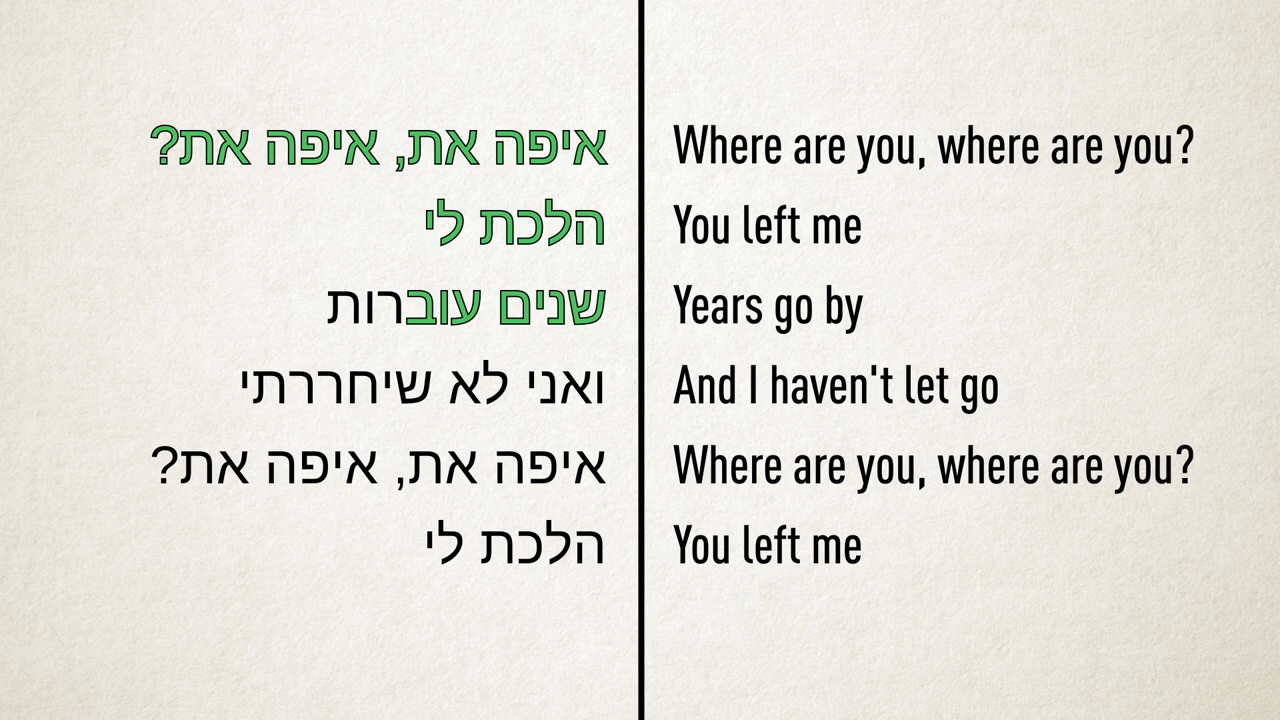 איפה את, איפה את?
הלכת לי
שנים עוברות
ואני לא שיחררתי
איפה את, איפה את?
הלכת לי
Where are you, where are you?
You left me
Years go by
And I haven't let go
Where are you, where are you?
You left me